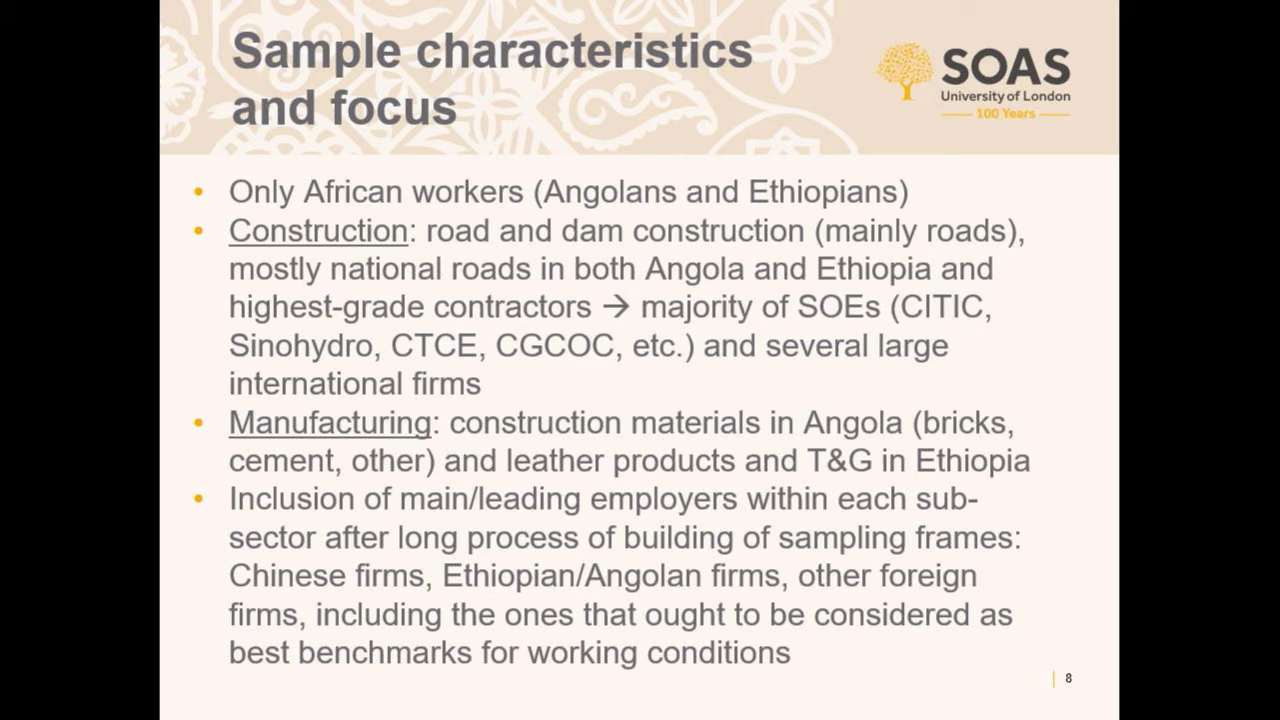 Sample characteristics
and focus
SOAS
University of London
100 Years
• Only African workers (Angolans and Ethiopians)
• Construction: road and dam construction (mainly roads),
mostly national roads in both Angola and Ethiopia and
highest-grade contractors → majority of SOEs (CITIC,
Sinohydro, CTCE, CGCOC, etc.) and several large
international firms
• Manufacturing: construction materials in Angola (bricks,
cement, other) and leather products and T&G in Ethiopia
• Inclusion of main/leading employers within each sub-
sector after long process of building of sampling frames:
Chinese firms, Ethiopian/Angolan firms, other foreign
firms, including the ones that ought to be considered as
best benchmarks for working conditions
8